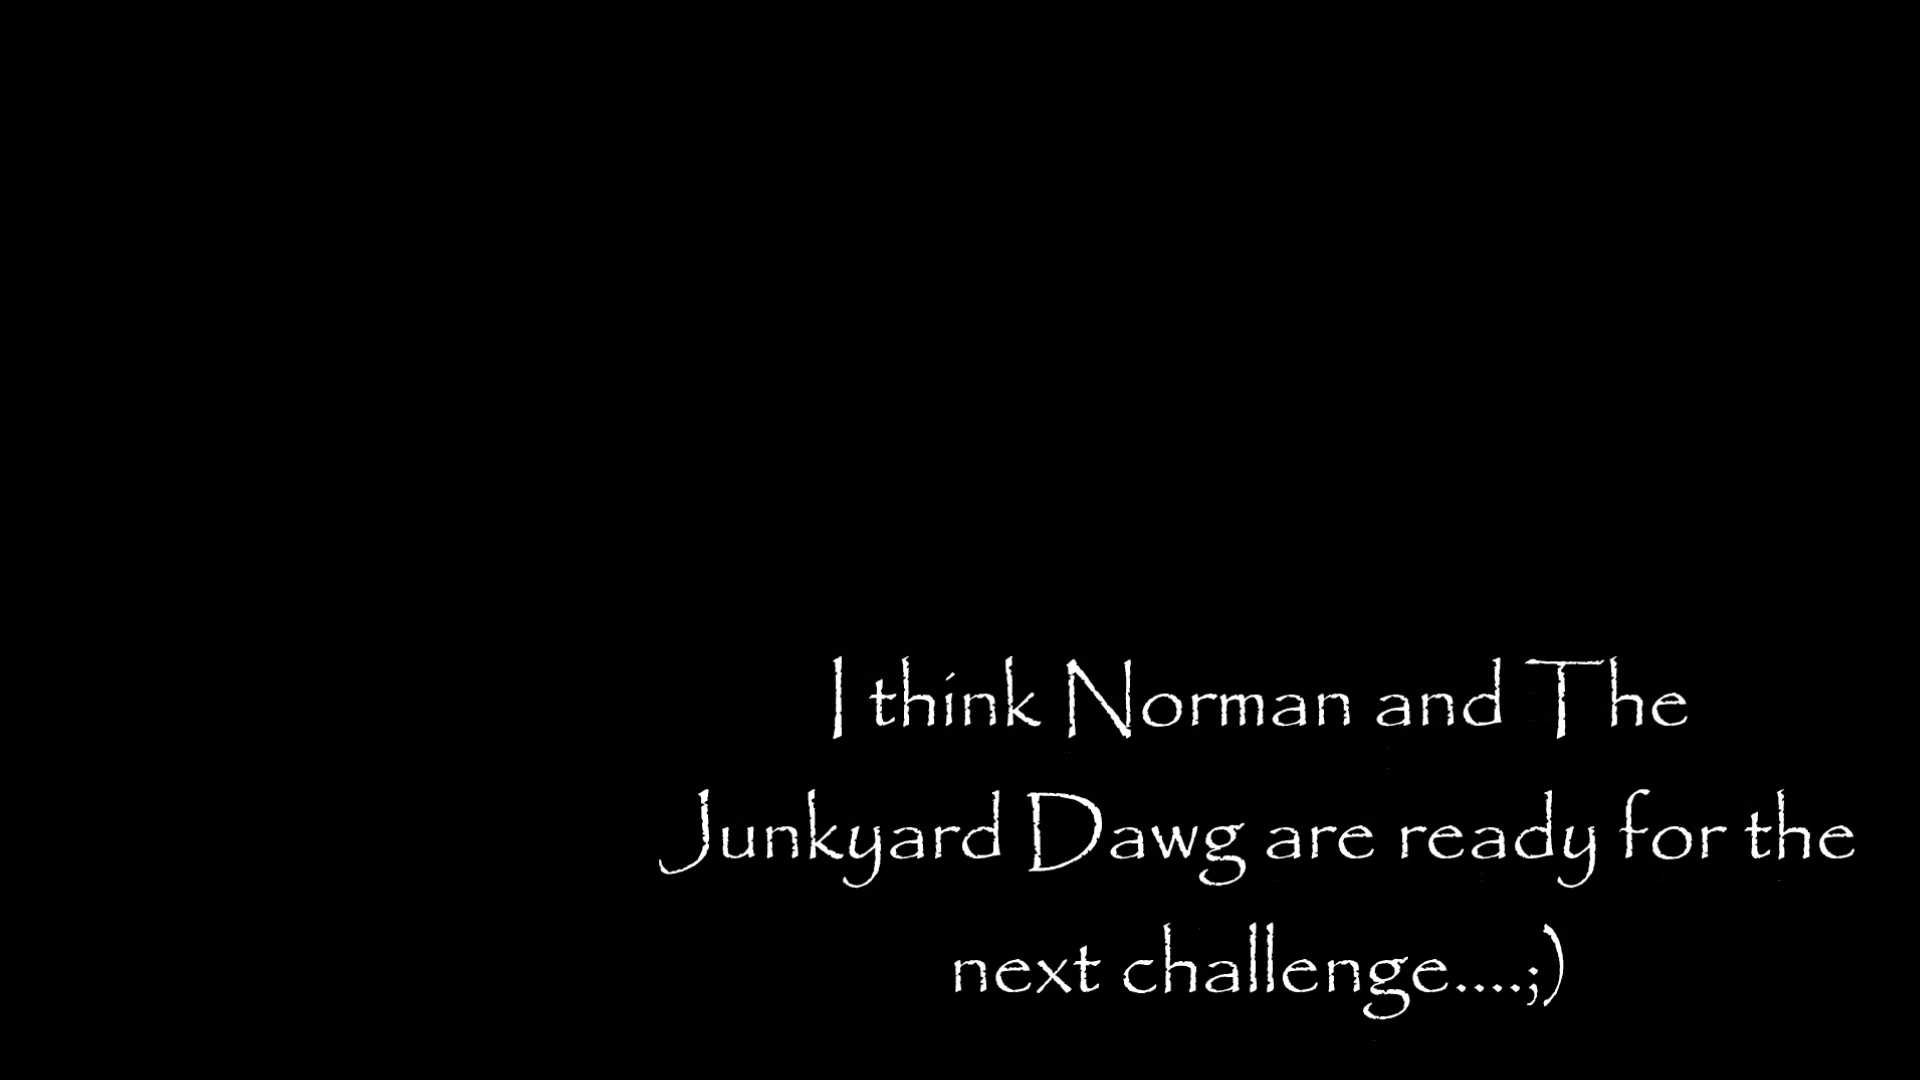 I think Norman and The
Junkyard Dawg are ready for the
next challenge....;)